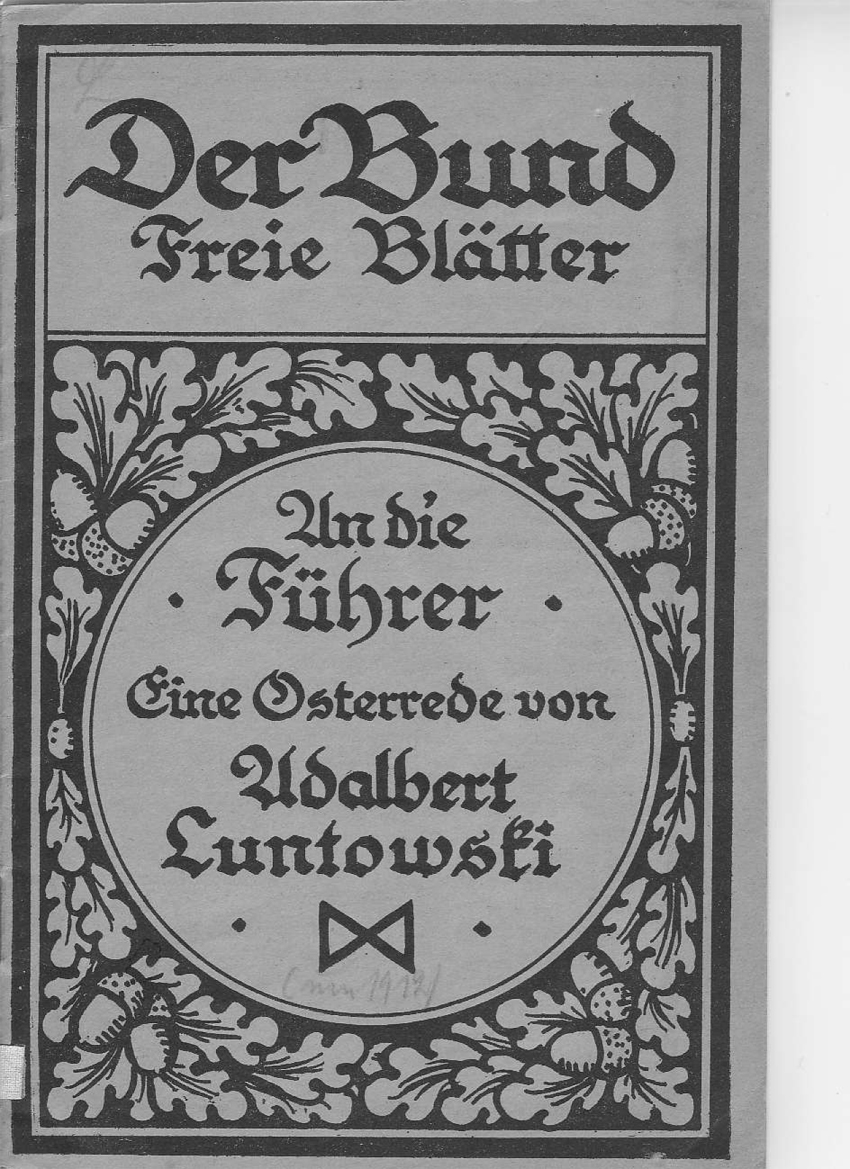 Der Bund
Freie Blätter
An die
Führer
Eine Osterrede von
Adalbert
Luntowski